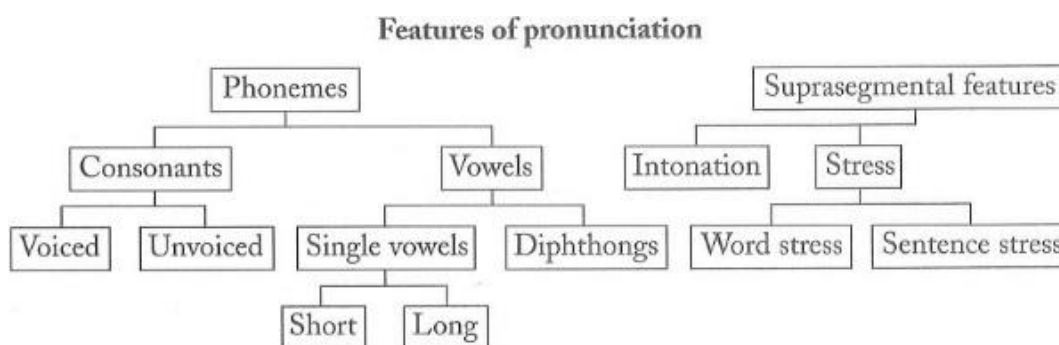 Features of pronunciation
Phonemes
Suprasegmental features
Consonants
Vowels
Intonation
Stress
Voiced
Unvoiced
Single vowels
Diphthongs
Word stress
Sentence stress
Short
Long